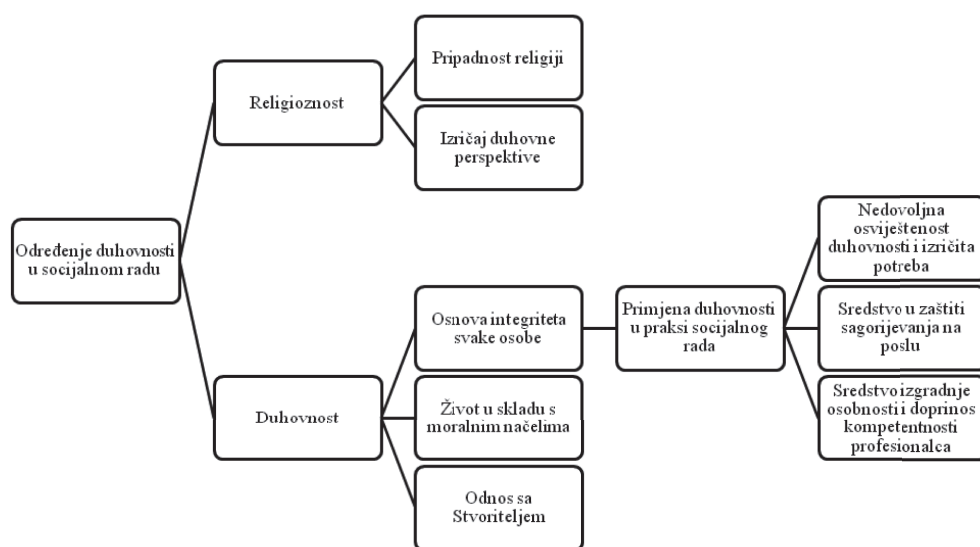 Pripadnost religiji
Religioznost
Izričaj duhovne
perspektive
Određenje duhovnosti
u socijalnom radu
Duhovnost
Osnova integriteta
svake osobe
Život u skladu s
moralnim načelima
Odnos sa
Stvoriteljem
Primjena duhovnosti
u praksi socijalnog
rada
Nedovoljna
osviještenost
duhovnosti i izričita
potreba
Sredstvo u zaštiti
sagorijevanja na
poslu
Sredstvo izgradnje
osobnosti i doprinos
kompetentnosti
profesionalca